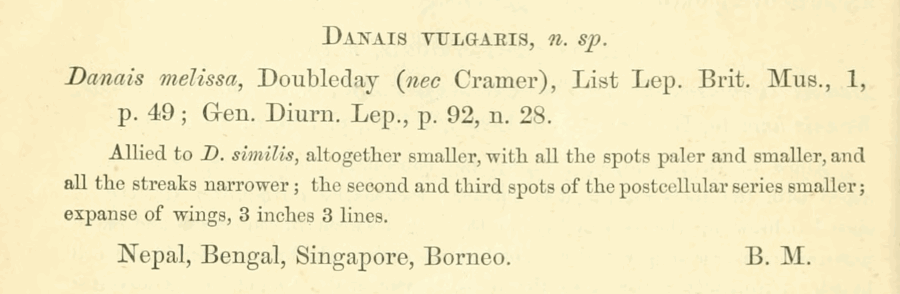 DANAIS VULGARIS, n. sp.
Danais melissa, Doubleday (nec Cramer), List Lep. Brit. Mus., 1,
p. 49; Gen. Diurn. Lep., p. 92, n. 28.
Allied to D. similis, altogether smaller, with all the spots paler and smaller, and
all the streaks narrower; the second and third spots of the postcellular series smaller;
expanse of wings, 3 inches 3 lines.
Nepal, Bengal, Singapore, Borneo. B. M.